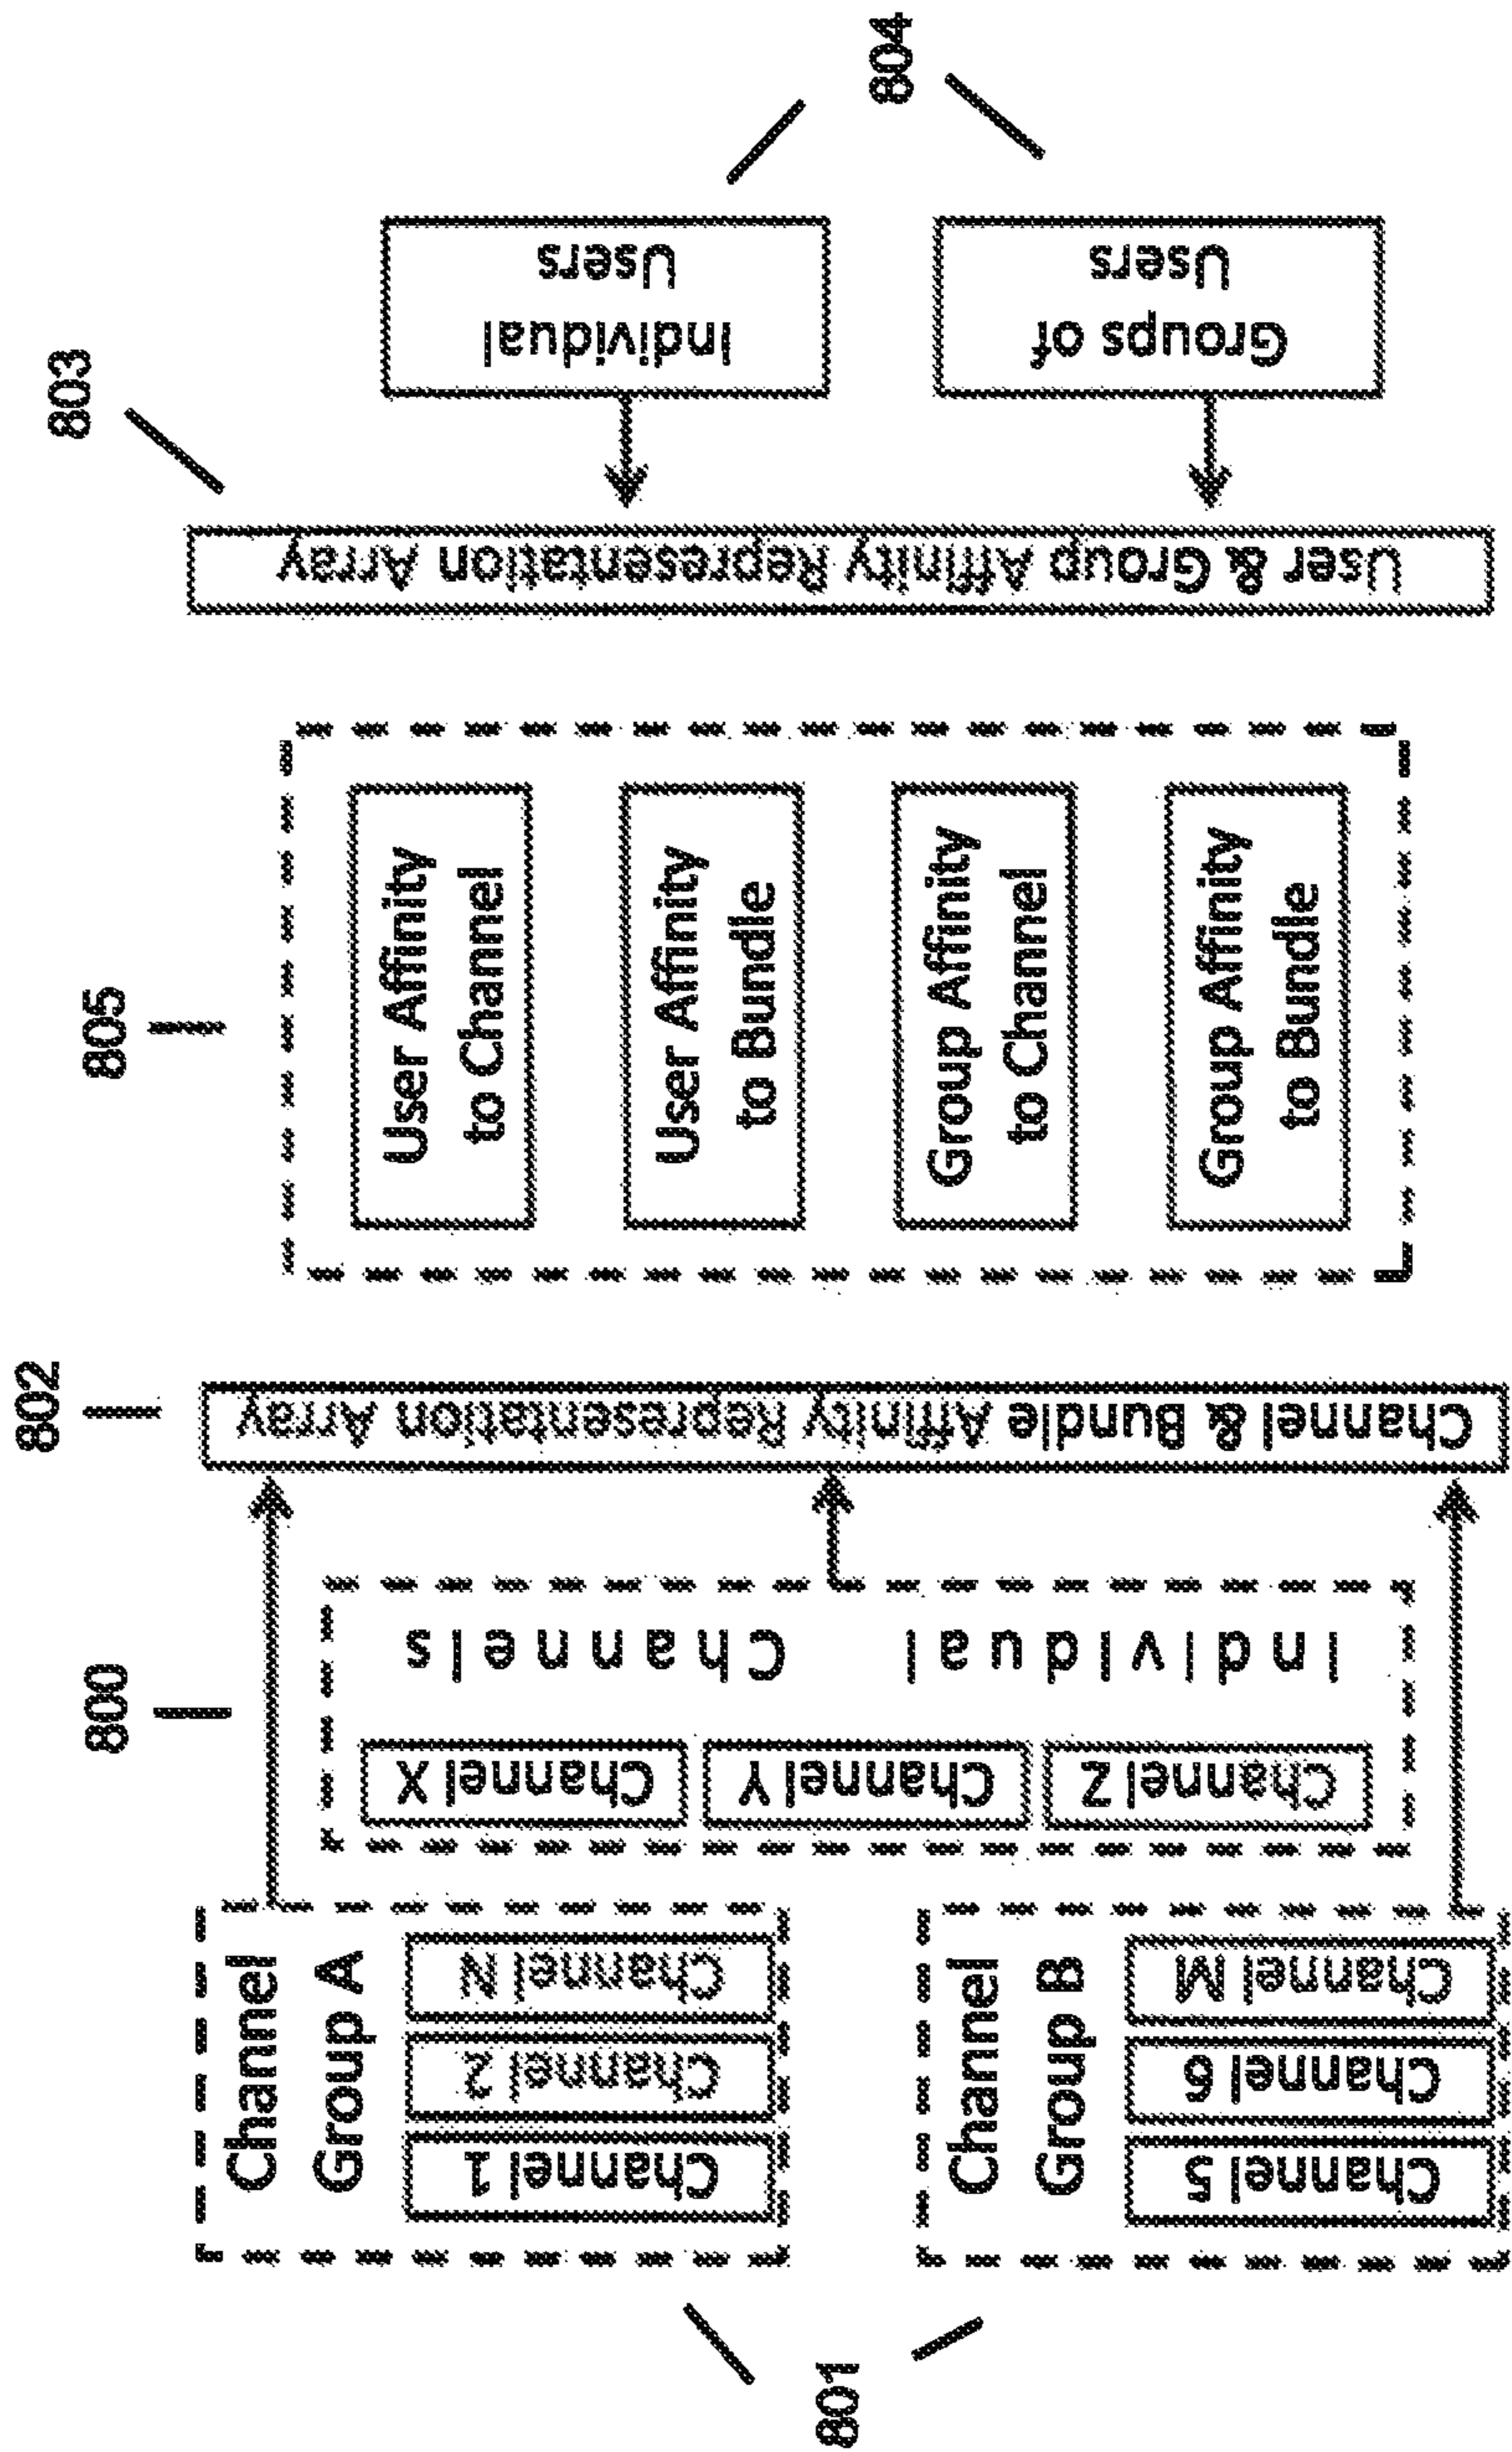 801
Channel
Group A
Channel 1
Channel 2
Channel N
Channel
Group B
Channel 5
Channel 6
Channel M
800
Channel X
Channel Y
Channel Z
Individual Channels
802
Channel & Bundle Affinity Representation Array
805
User Affinity
to Channel
User Affinity
to Bundle
Group Affinity
to Channel
Group Affinity
to Bundle
803
User & Group Affinity Representation Array
804
Individual
Users
Groups of
Users